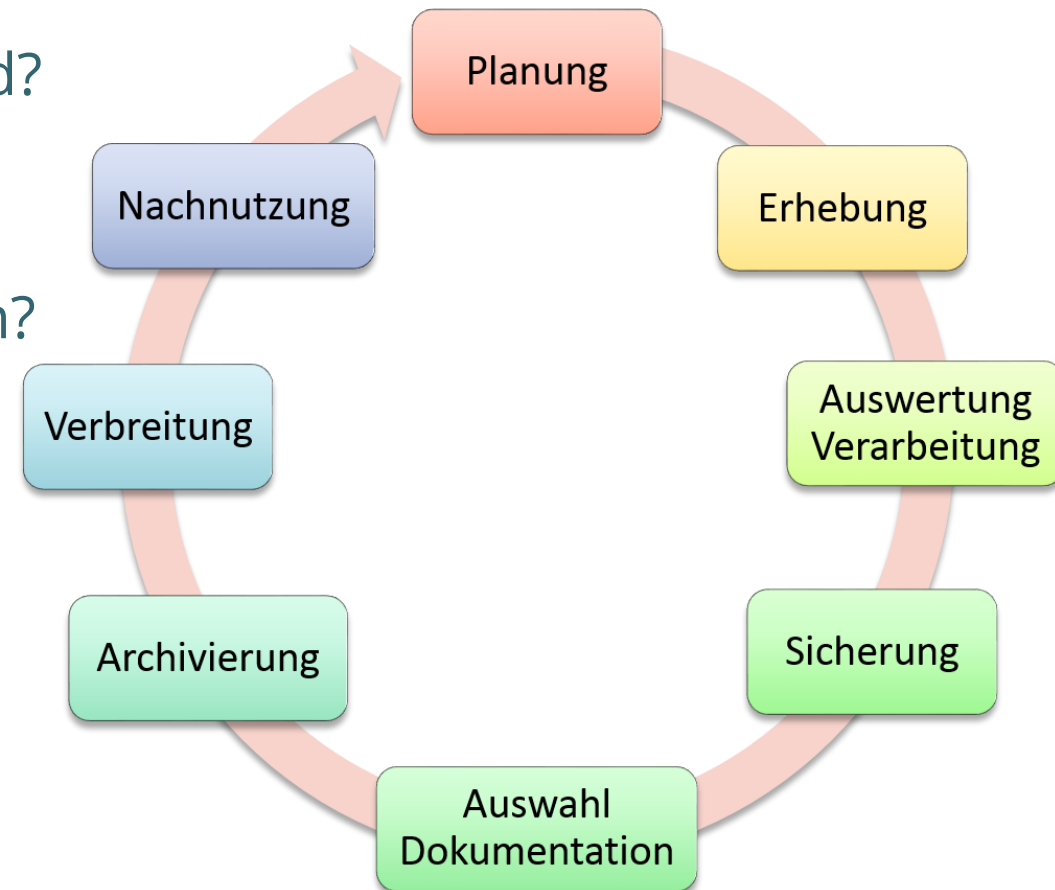 d?
n?
Planung
Erhebung
Auswertung
Verarbeitung
Sicherung
Auswahl
Dokumentation
Archivierung
Verbreitung
Nachnutzung